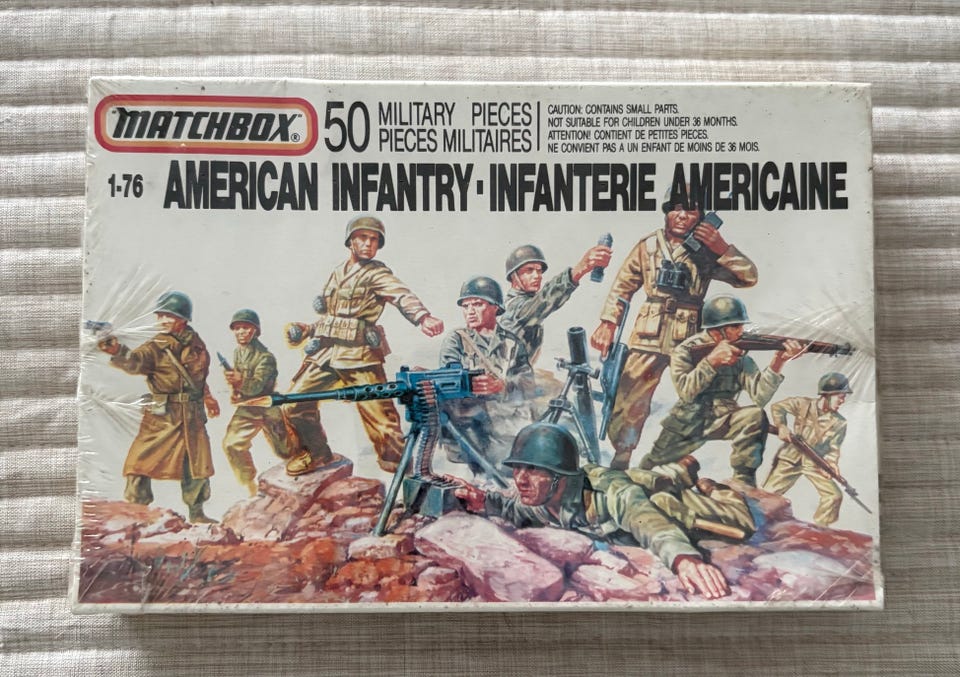 "MATCHBOX"®
50 MILITARY PIECES
PIECES MILITAIRES
CAUTION: CONTAINS SMALL PARTS.
NOT SUITABLE FOR CHILDREN UNDER 36 MONTHS.
ATTENTION! CONTIENT DE PETITES PIECES.
NE CONVIENT PAS A UN ENFANT DE MOINS DE 36 MOIS.
1-76 AMERICAN INFANTRY·INFANTERIE AMERICAINE